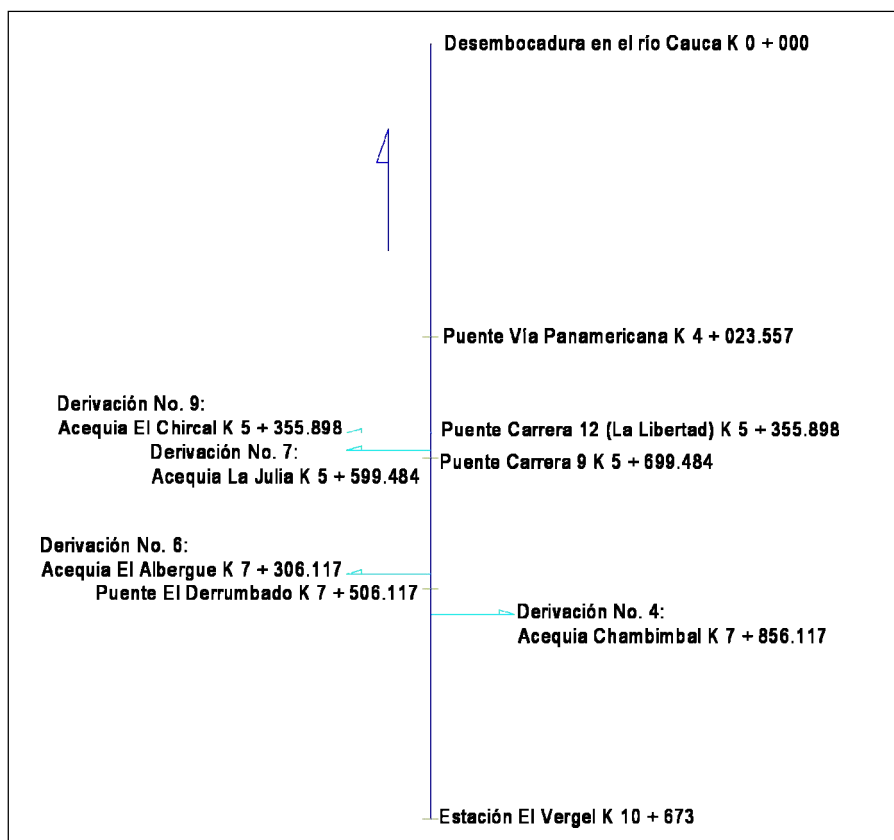 Desembocadura en el río Cauca K 0 + 000
Puente Vía Panamericana K 4 + 023.557
Derivación No. 9:
Acequia El Chircal K 5 + 355.898
Puente Carrera 12 (La Libertad) K 5 + 355.898
Derivación No. 7:
Acequia La Julia K 5 + 599.484
Puente Carrera 9 K 5 + 699.484
Derivación No. 6:
Acequia El Albergue K 7 + 306.117
Puente El Derrumbado K 7 + 506.117
Derivación No. 4:
Acequia Chambimbal K 7 + 856.117
Estación El Vergel K 10 + 673